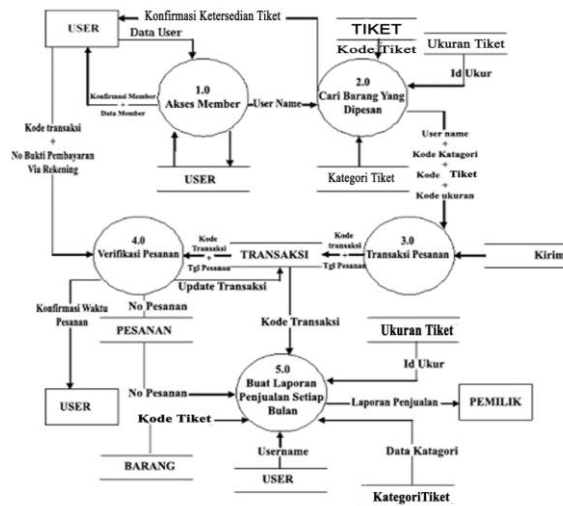 Konfirmasi Ketersedian Tiket
USER
Data User
TIKET
Kode Tiket
Ukuran Tiket
Id Ukur
1.0
Akses Member
2.0
Cari Barang Yang
Dipesan
Konfirmasi Member
+
Data Member
User Name
Kode transaksi
+
No Bukti Pembayaran
Via Rekening
USER
Kategori Tiket
User name
+
Kode Katagori
+
Kode Tiket
+
Kode ukuran
4.0
Verifikasi Pesanan
Kode
Transaksi
+
Tgl Pesanan
TRANSAKSI
Kode
transaksi
+
Tgl Pesanan
3.0
Transaksi Pesanan
Kirim
Update Transaksi
Konfirmasi Waktu
Pesanan
No Pesanan
PESANAN
Kode Transaksi
Ukuran Tiket
Id Ukur
5.0
Buat Laporan
Penjualan Setiap
Bulan
No Pesanan
Laporan Penjualan
PEMILIK
USER
Kode Tiket
Username
Data Katagori
BARANG
USER
KategoriTiket